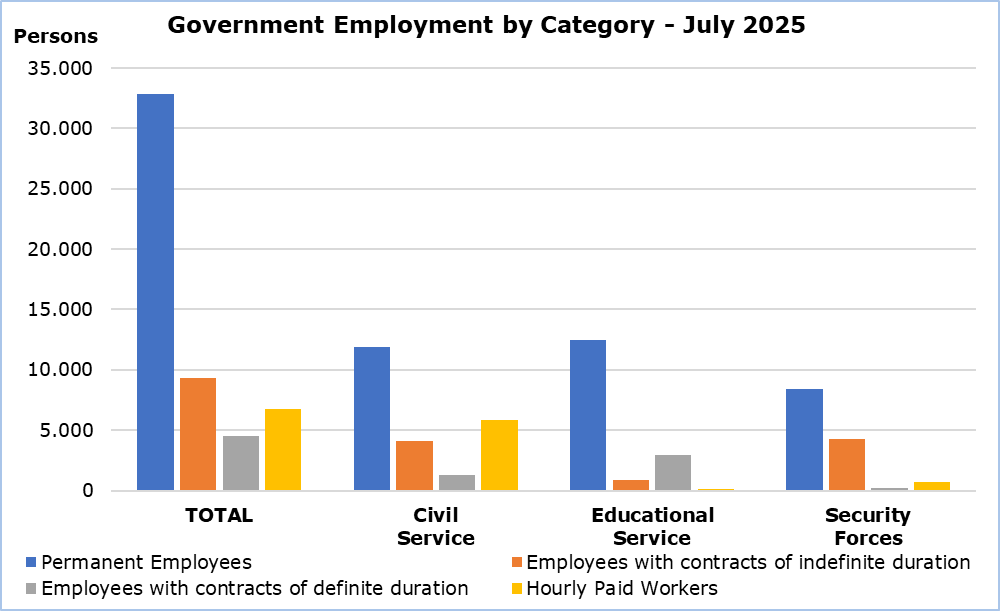 Government Employment by Category - July 2025
Persons
35.000
30.000
25.000
20.000
15.000
10.000
5.000
0
TOTAL
Civil
Service
Educational
Service
Security
Forces
Permanent Employees
Employees with contracts of indefinite duration
Employees with contracts of definite duration
Hourly Paid Workers